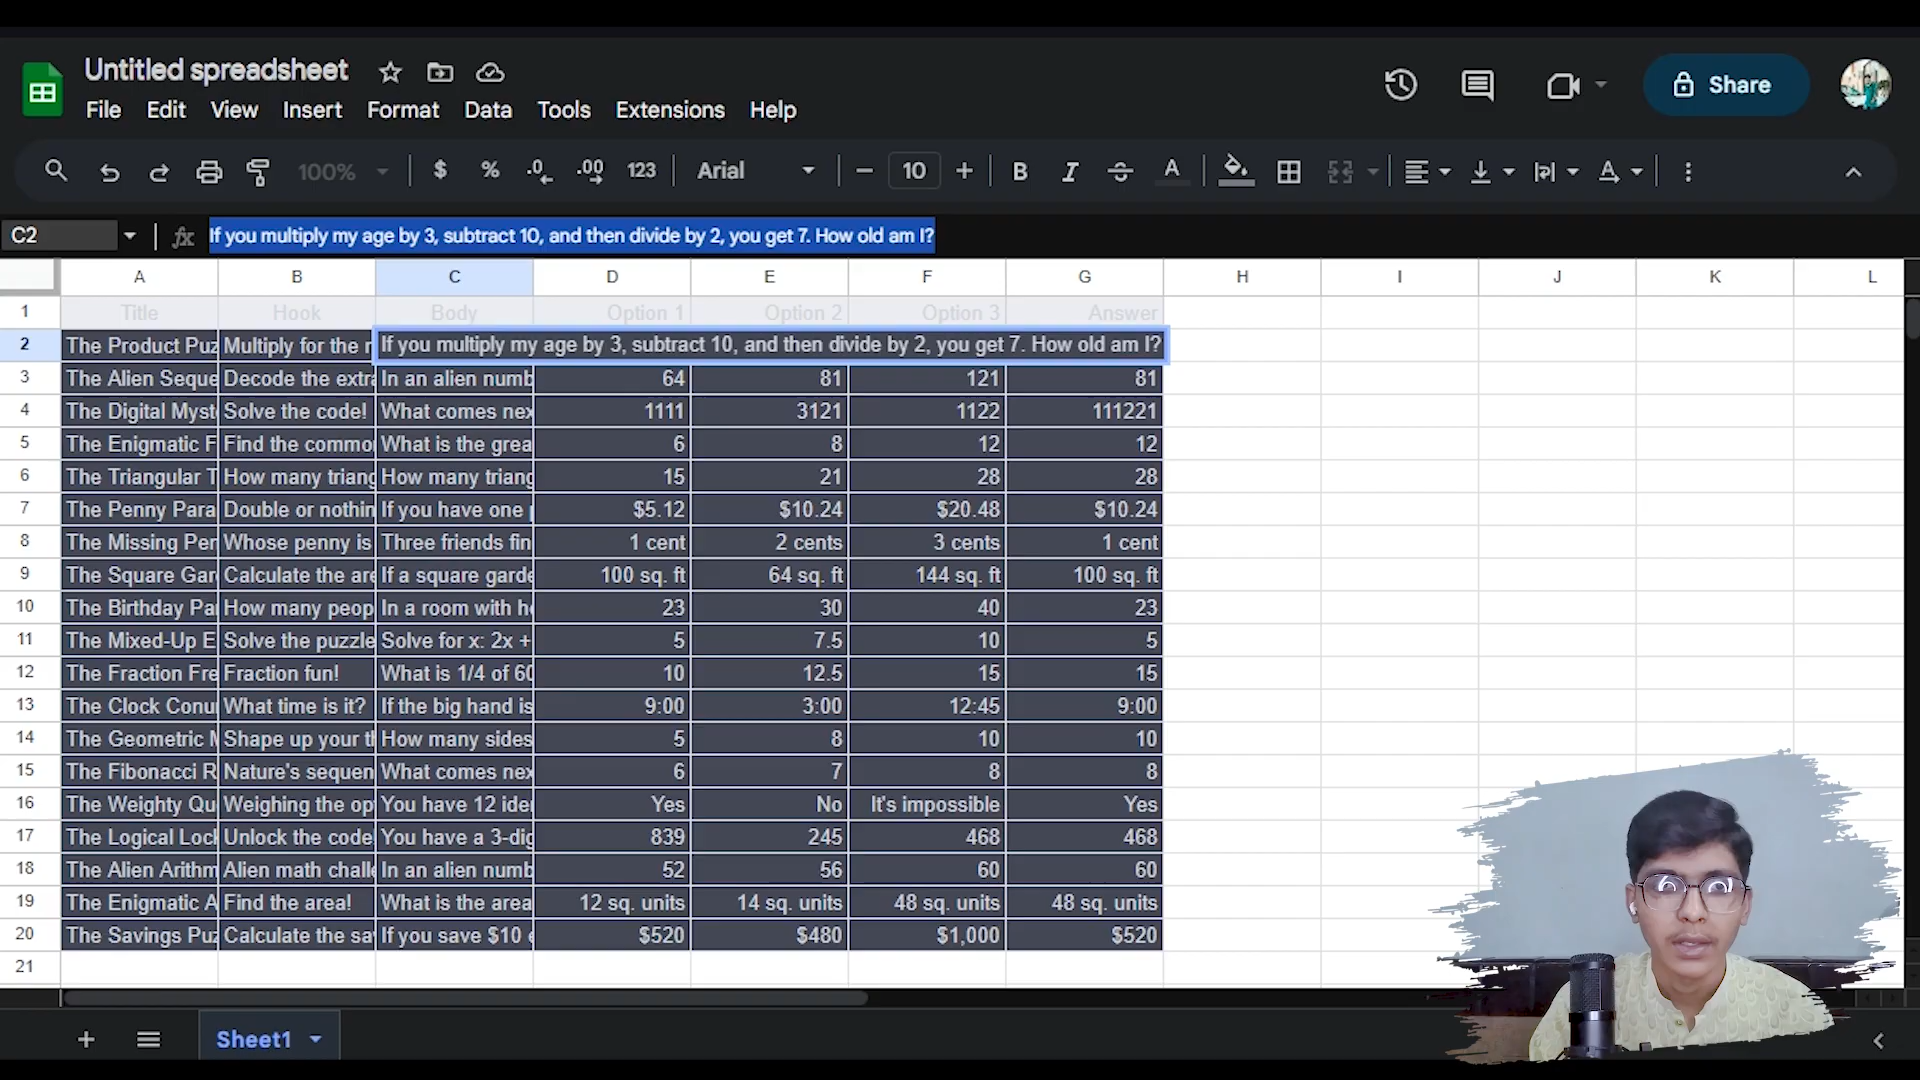 Untitled spreadsheet
File Edit View Insert Format Data Tools Extensions Help
Share
100% $ % .0 .00 123 Arial 10 B I A A
C2 fx If you multiply my age by 3, subtract 10, and then divide by 2, you get 7. How old am I?
A B C D E F G H I J K L
1 Title Hook Body Option 1 Option 2 Option 3 Answer
2 The Product Puz Multiply for the r If you multiply my age by 3, subtract 10, and then divide by 2, you get 7. How old am I?
3 The Alien Seque Decode the extra In an alien numb 64 81 121 81
4 The Digital Myst Solve the code! What comes nex 1111 3121 1122 111221
5 The Enigmatic F Find the commo What is the grea 6 8 12 12
6 The Triangular T How many triang How many triang 15 21 28 28
7 The Penny Para Double or nothin If you have one $5.12 $10.24 $20.48 $10.24
8 The Missing Pen Whose penny is Three friends fin 1 cent 2 cents 3 cents 1 cent
9 The Square Gar Calculate the are If a square garde 100 sq. ft 64 sq. ft 144 sq. ft 100 sq. ft
10 The Birthday Pa How many peop In a room with h 23 30 40 23
11 The Mixed-Up E Solve the puzzle Solve for x: 2x + 5 7.5 10 5
12 The Fraction Fre Fraction fun! What is 1/4 of 60 10 12.5 15 15
13 The Clock Conu What time is it? If the big hand is 9:00 3:00 12:45 9:00
14 The Geometric M Shape up your th How many sides 5 8 10 10
15 The Fibonacci R Nature's sequen What comes nex 6 7 8 8
16 The Weighty Qu Weighing the op You have 12 iden Yes No It's impossible Yes
17 The Logical Lock Unlock the code You have a 3-dig 839 245 468 468
18 The Alien Arithm Alien math chall In an alien numb 52 56 60 60
19 The Enigmatic A Find the area! What is the area 12 sq. units 14 sq. units 48 sq. units 48 sq. units
20 The Savings Puz Calculate the sa If you save $10 $520 $480 $1,000 $520
21
Sheet1